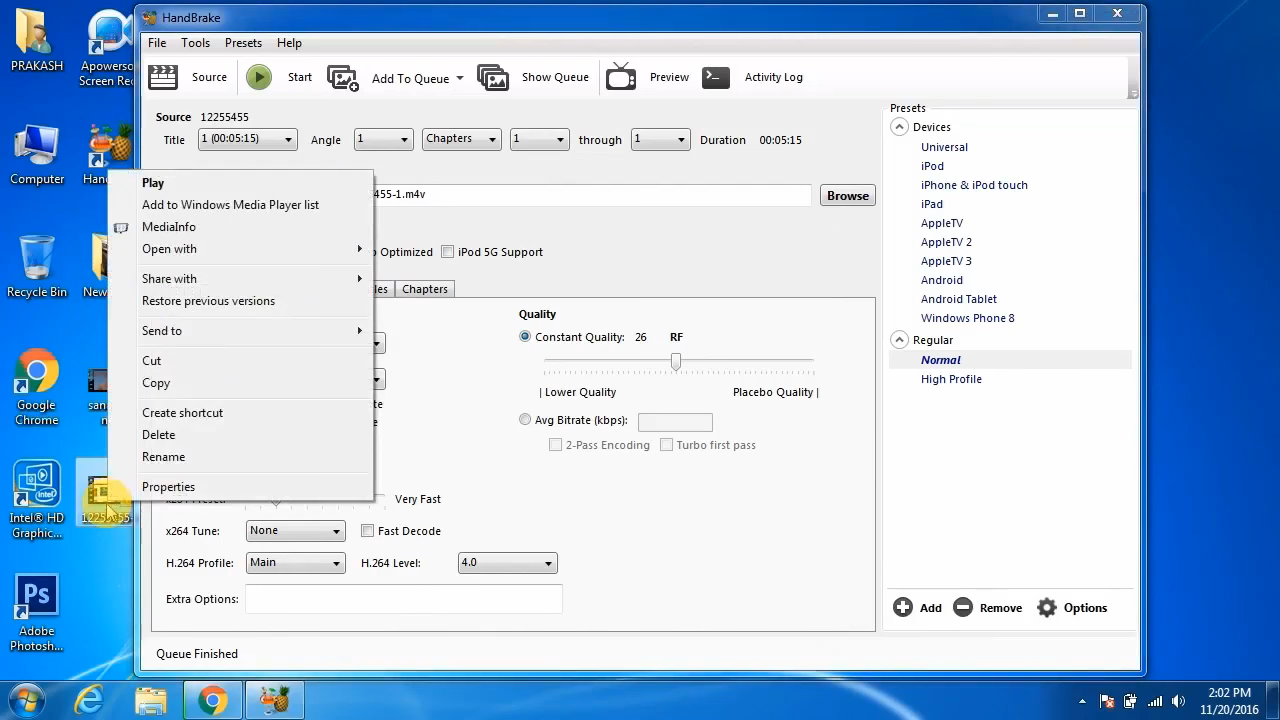 PRAKASH
Apowerso
Screen Rec
Computer
Han
Recycle Bin
New
Google
Chrome
san
n
Intel® HD
Graphic...
12255455
Adobe
Photosh...
HandBrake
File Tools Presets Help
Source Start Add To Queue Show Queue Preview Activity Log
Source 12255455
Title 1 (00:05:15) Angle 1 Chapters 1 through 1 Duration 00:05:15
455-1.m4v Browse
Optimized iPod 5G Support
les Chapters
Quality
Constant Quality: 26 RF
| Lower Quality Placebo Quality |
te
e
Avg Bitrate (kbps):
2-Pass Encoding Turbo first pass
Very Fast
x264 Tune: None Fast Decode
H.264 Profile: Main H.264 Level: 4.0
Extra Options:
Queue Finished
Play
Add to Windows Media Player list
MediaInfo
Open with
Share with
Restore previous versions
Send to
Cut
Copy
Create shortcut
Delete
Rename
Properties
Presets
Devices
Universal
iPod
iPhone & iPod touch
iPad
AppleTV
AppleTV 2
AppleTV 3
Android
Android Tablet
Windows Phone 8
Regular
Normal
High Profile
Add Remove Options
Ps
2:02 PM
11/20/2016